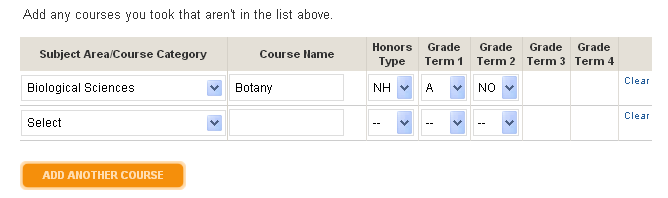 Add any courses you took that aren't in the list above.
Subject Area/Course Category Course Name Honors Type Grade Term 1 Grade Term 2 Grade Term 3 Grade Term 4
Biological Sciences Botany NH A NO Clear
Select -- -- -- Clear
ADD ANOTHER COURSE